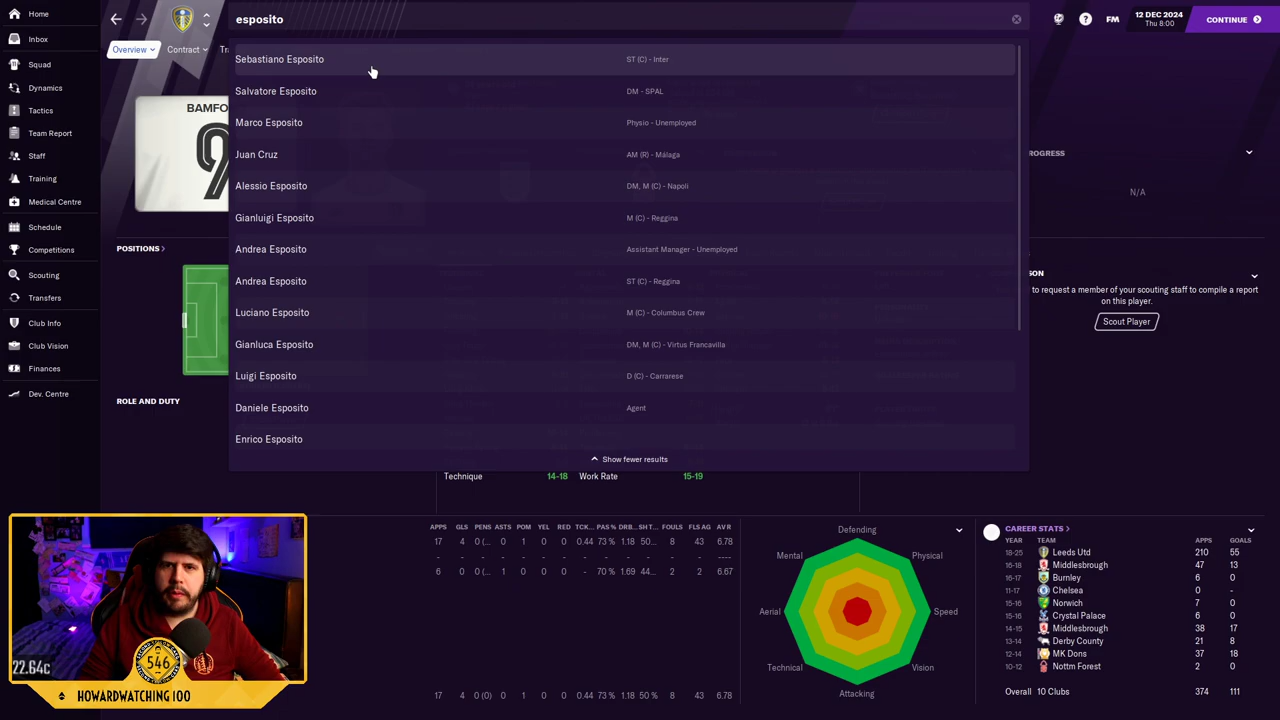 Home
esposito
12 DEC 2024
Thu 8:00
FM
CONTINUE
Inbox
Overview
Contract
Squad
Dynamics
Tactics
Team Report
Staff
Training
Medical Centre
Schedule
Competitions
Scouting
Transfers
Club Info
Club Vision
Finances
Dev. Centre
BAMFO
9
POSITIONS
ROLE AND DUTY
Sebastiano Esposito ST (C) - Inter
Salvatore Esposito DM - SPAL
Marco Esposito Physio - Unemployed
Juan Cruz AM (R) - Málaga
Alessio Esposito DM, M (C) - Napoli
Gianluigi Esposito M (C) - Reggina
Andrea Esposito Assistant Manager - Unemployed
Andrea Esposito ST (C) - Reggina
Luciano Esposito M (C) - Columbus Crew
Gianluca Esposito DM, M (C) - Virtus Francavilla
Luigi Esposito D (C) - Carrarese
Daniele Esposito Agent
Enrico Esposito
Show fewer results
ROGRESS
N/A
SON
to request a member of your scouting staff to compile a report
on this player.
Scout Player
Technique 14-18 Work Rate 15-19
APPS GLS PENS ASTS POM YEL RED TCK... PAS % DRB... SH T... FOULS FLS AG AV R
17 4 0 (... 0 1 0 0 0.44 73 % 1.18 50... 8 43 6.78
6 0 0 (... 1 0 0 0 - 70 % 1.69 44... 2 2 6.67
17 4 0 (0) 0 1 0 0 0.44 73 % 1.18 50 % 8 43 6.78
Defending
Mental Physical
Aerial Speed
Technical Vision
Attacking
CAREER STATS
YEAR TEAM APPS GOALS
18-25 Leeds Utd 210 55
16-18 Middlesbrough 47 13
16-17 Burnley 6 0
11-17 Chelsea 0 -
15-16 Norwich 7 0
15-16 Crystal Palace 6 0
14-15 Middlesbrough 38 17
13-14 Derby County 21 8
12-14 MK Dons 37 18
10-12 Nottm Forest 2 0
Overall 10 Clubs 374 111
22.64c
546
HOWARDWATCHING 100